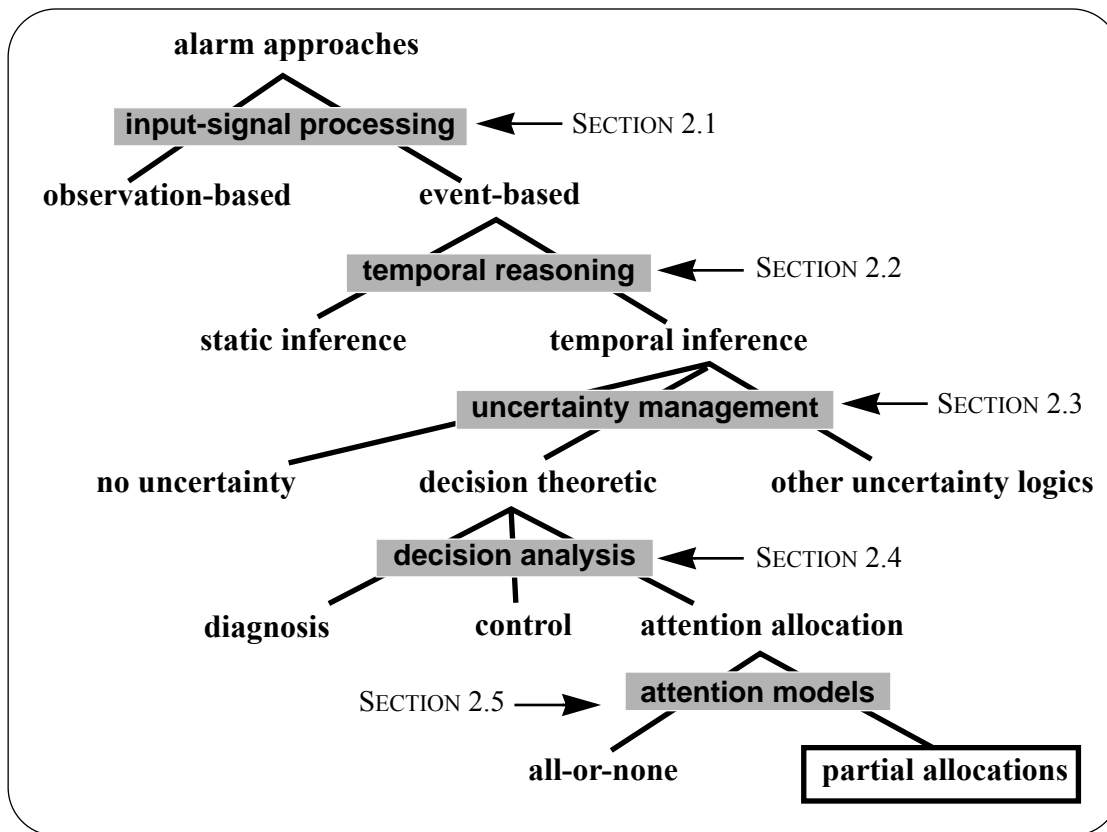 alarm approaches
input-signal processing
SECTION 2.1
observation-based
event-based
temporal reasoning
SECTION 2.2
static inference
temporal inference
uncertainty management
SECTION 2.3
no uncertainty
decision theoretic
other uncertainty logics
decision analysis
SECTION 2.4
diagnosis
control
attention allocation
SECTION 2.5
attention models
all-or-none
partial allocations